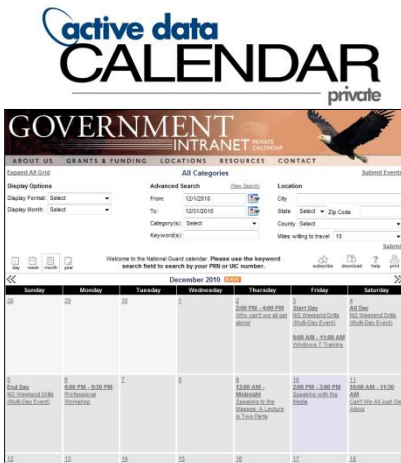 active data
CALENDAR
private
GOVERNMENT
INTRANET PRIVATE CALENDAR
ABOUT US GRANTS & FUNDING LOCATIONS RESOURCES CONTACT
Expand All Grid All Categories Submit Events
Display Options Advanced Search (New Search) Location
Display Format: Select From: 12/1/2010 City
Display Month: Select To: 12/31/2010 State Select Zip Code
Category(s): Select County Select
Keyword(s): Miles willing to travel 10
Submit
day week month year Welcome to the National Guard calendar. Please use the keyword search field to search by your PRN or UIC number. subscribe download help print
December 2010
Sunday Monday Tuesday Wednesday Thursday Friday Saturday
28 29 30 1 2 3 4
2:00 PM - 4:00 PM Start Day All Day
Why can't we all get along! NG Weekend Drills (Multi-Day Event) NG Weekend Drills (Multi-Day Event)
9:00 AM - 11:00 AM
Windows 7 Training
5 6 7 8 9 10 11
End Day 6:00 PM - 9:30 PM 12:00 AM - Midnight 2:00 PM - 3:00 PM 10:00 AM - 11:30 AM
NG Weekend Drills (Multi-Day Event) Professional Workshop Speaking to the Masses, A Lecture in Two Parts Speaking with the Media Can't We All Just Get Along
12 13 14 15 16 17 18